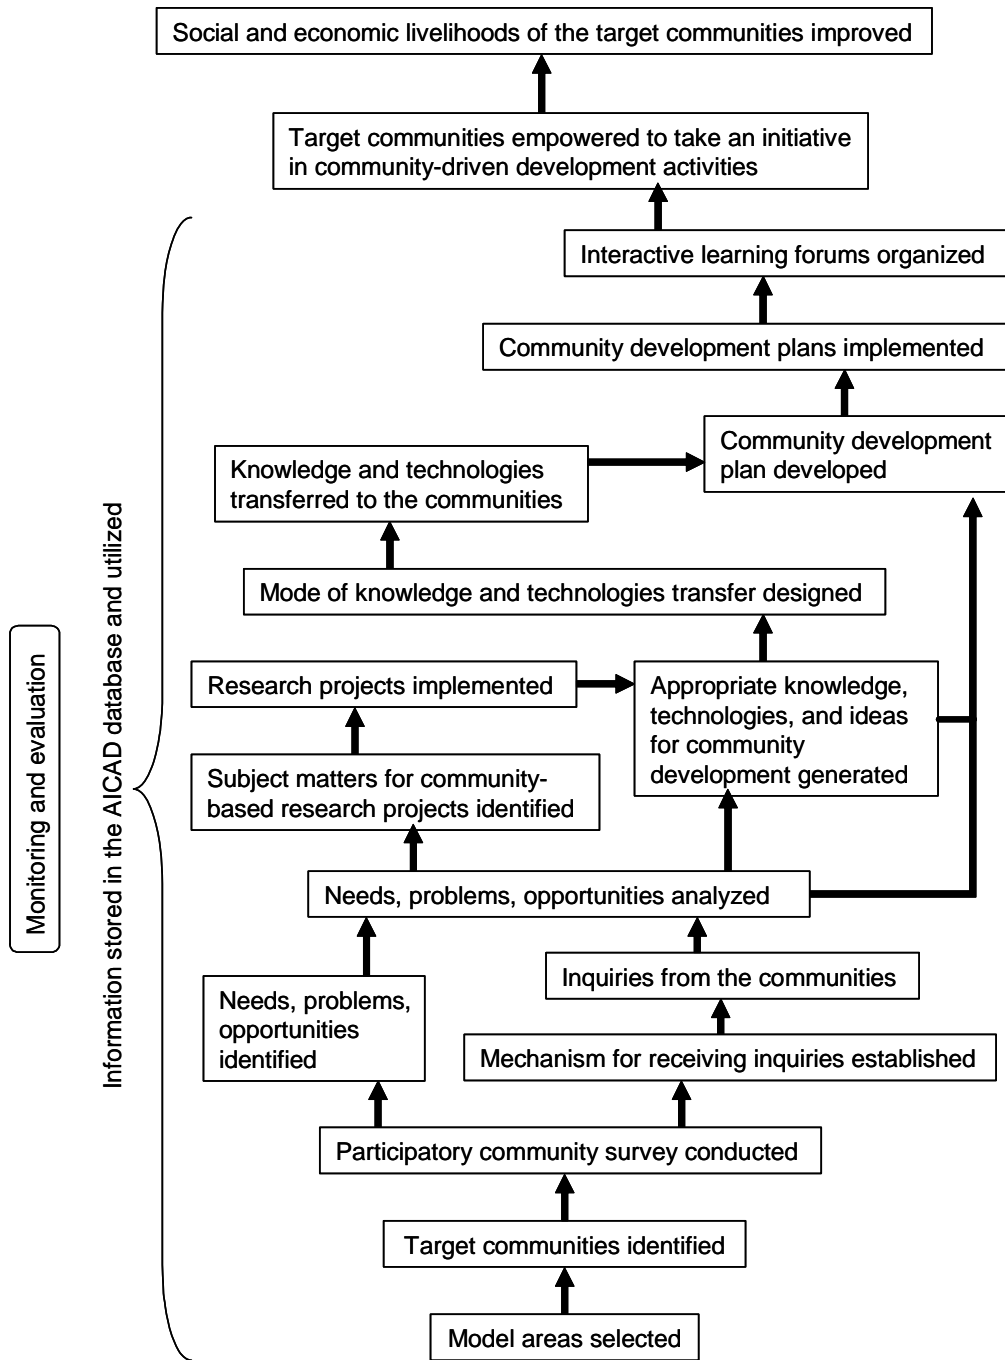 Social and economic livelihoods of the target communities improved
Target communities empowered to take an initiative
in community-driven development activities
Interactive learning forums organized
Community development plans implemented
Community development
plan developed
Knowledge and technologies
transferred to the communities
Mode of knowledge and technologies transfer designed
Research projects implemented
Appropriate knowledge,
technologies, and ideas
for community
development generated
Subject matters for community-
based research projects identified
Needs, problems, opportunities analyzed
Inquiries from the communities
Needs, problems,
opportunities
identified
Mechanism for receiving inquiries established
Participatory community survey conducted
Target communities identified
Model areas selected
Monitoring and evaluation
Information stored in the AICAD database and utilized